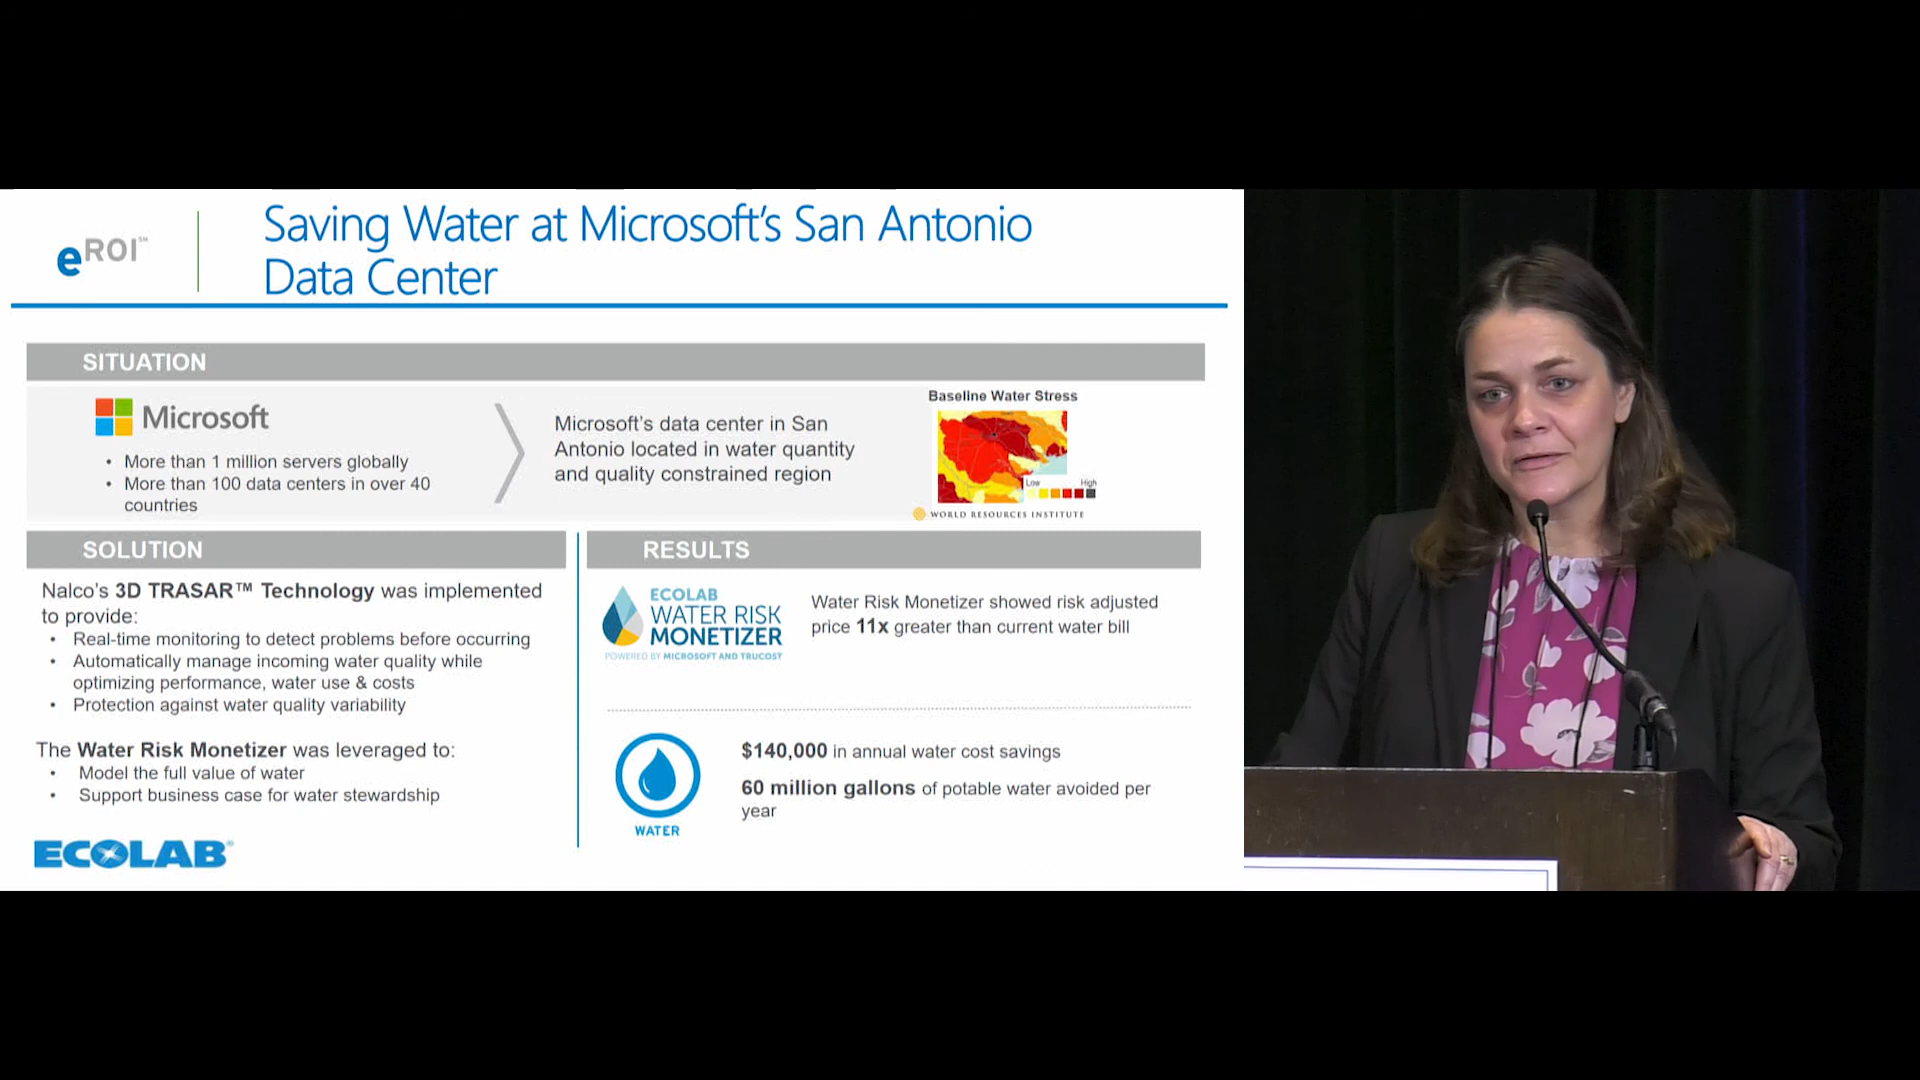 eROI℠
Saving Water at Microsoft's San Antonio
Data Center
SITUATION
Microsoft
• More than 1 million servers globally
• More than 100 data centers in over 40
countries
Microsoft's data center in San
Antonio located in water quantity
and quality constrained region
Baseline Water Stress
Low High
WORLD RESOURCES INSTITUTE
SOLUTION
Nalco's 3D TRASAR™ Technology was implemented
to provide:
• Real-time monitoring to detect problems before occurring
• Automatically manage incoming water quality while
optimizing performance, water use & costs
• Protection against water quality variability
The Water Risk Monetizer was leveraged to:
• Model the full value of water
• Support business case for water stewardship
ECOLAB®
RESULTS
ECOLAB
WATER RISK
MONETIZER
POWERED BY MICROSOFT AND TRUCOST
Water Risk Monetizer showed risk adjusted
price 11x greater than current water bill
WATER
$140,000 in annual water cost savings
60 million gallons of potable water avoided per
year